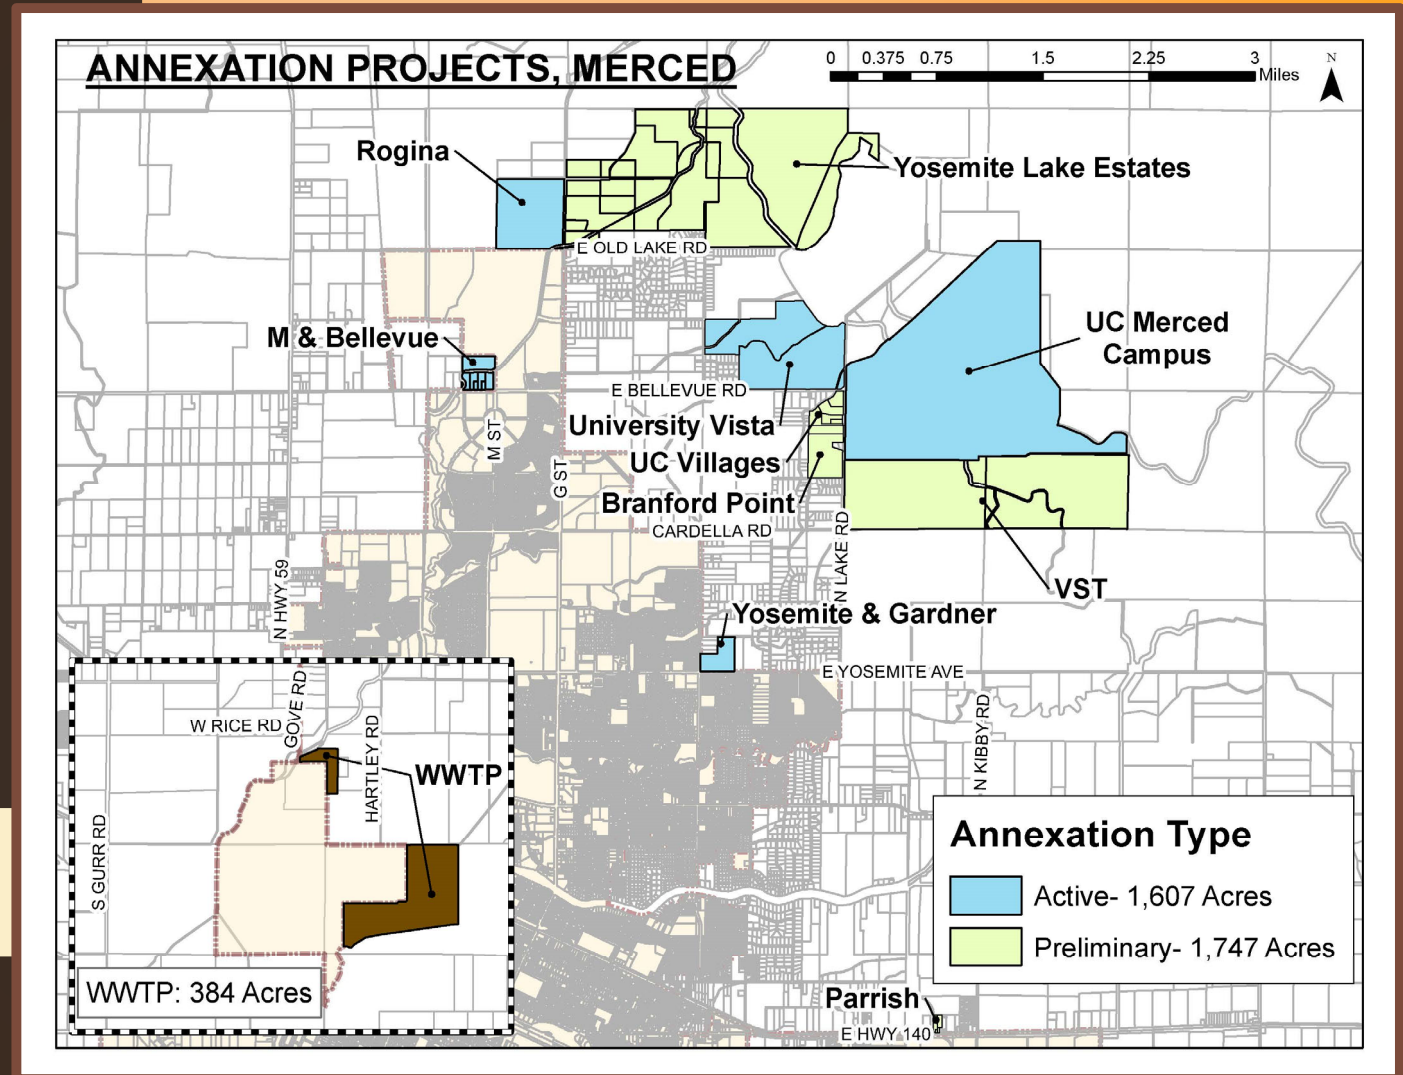 ANNEXATION PROJECTS, MERCED
0 0.375 0.75 1.5 2.25 3
Miles
N
Rogina
Yosemite Lake Estates
E OLD LAKE RD
M & Bellevue
UC Merced
Campus
E BELLEVUE RD
University Vista
M ST
UC Villages
G ST
Branford Point
CARDELLA RD
N LAKE RD
N HWY 59
VST
Yosemite & Gardner
E YOSEMITE AVE
N KIBBY RD
GOVE RD
W RICE RD
HARTLEY RD
WWTP
S GURR RD
WWTP: 384 Acres
Annexation Type
Active- 1,607 Acres
Preliminary- 1,747 Acres
Parrish
E HWY 140